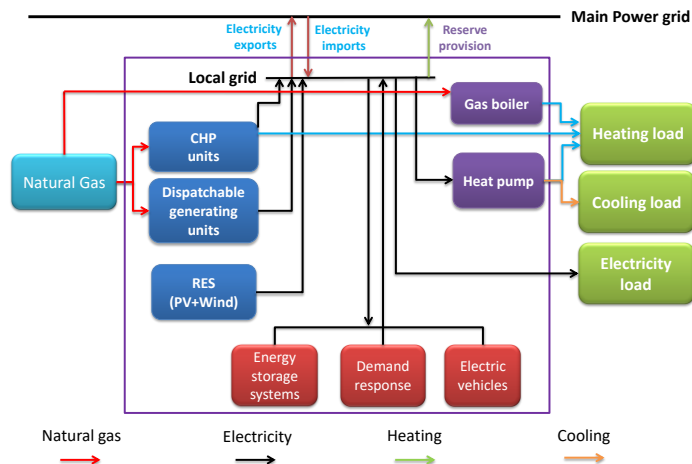 Main Power grid
Electricity
exports
Electricity
imports
Reserve
provision
Local grid
Gas boiler
CHP
units
Heating load
Natural Gas
Dispatchable
generating
units
Heat pump
Cooling load
RES
(PV+Wind)
Electricity
load
Energy
storage
systems
Demand
response
Electric
vehicles
Natural gas
Electricity
Heating
Cooling